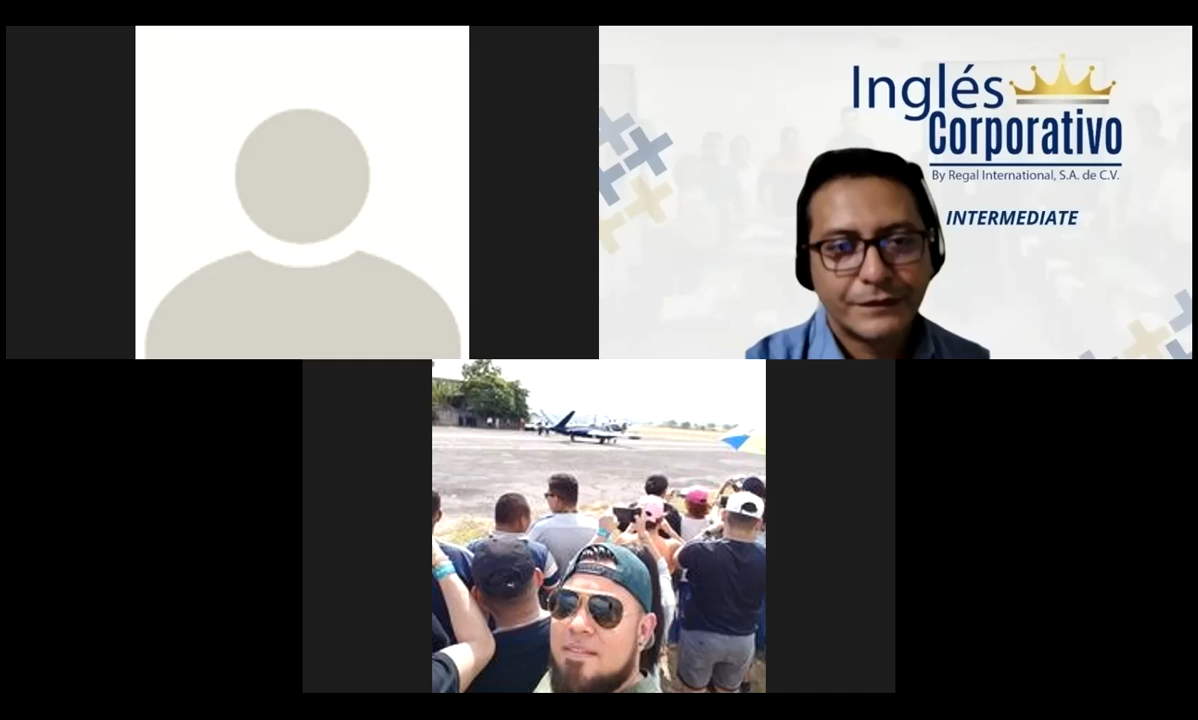 Inglés
Corporativo
By Regal International, S.A. de C.V.
INTERMEDIATE